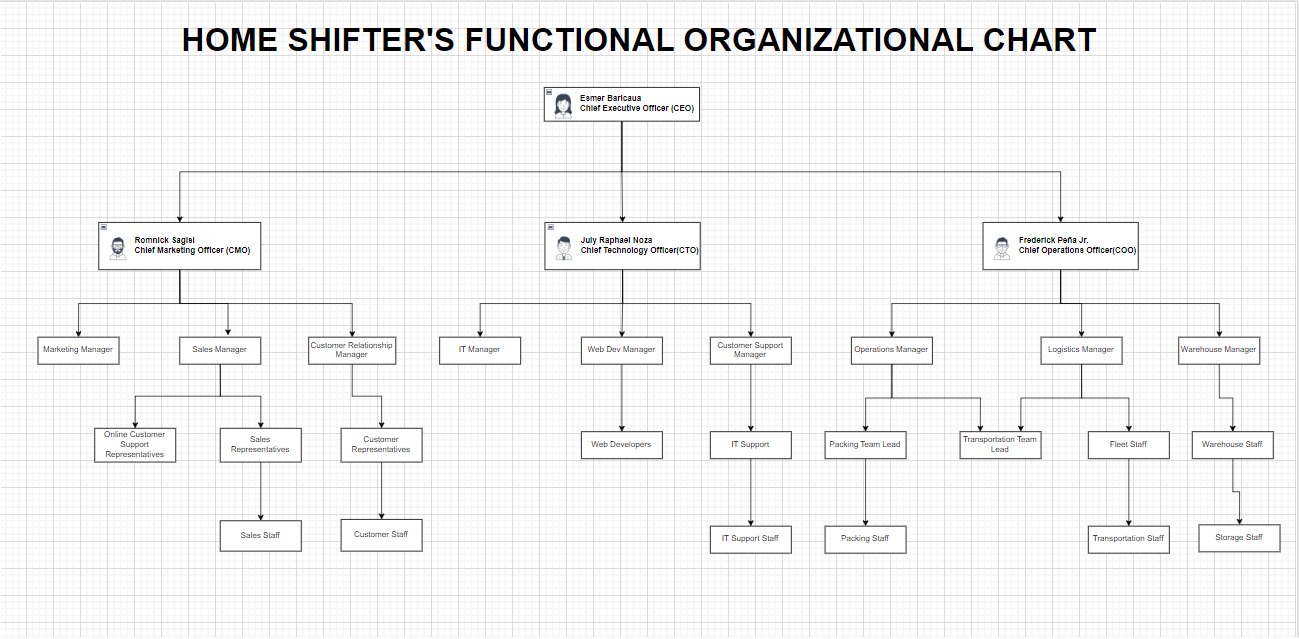 HOME SHIFTER'S FUNCTIONAL ORGANIZATIONAL CHART
Esmer Baricaua
Chief Executive Officer (CEO)
Romnick Sagisi
Chief Marketing Officer (CMO)
July Raphael Noza
Chief Technology Officer(CTO)
Frederick Peña Jr.
Chief Operations Officer(COO)
Marketing Manager
Sales Manager
Customer Relationship
Manager
IT Manager
Web Dev Manager
Customer Support
Manager
Operations Manager
Logistics Manager
Warehouse Manager
Online Customer
Support
Representatives
Sales
Representatives
Customer
Representatives
Web Developers
IT Support
Packing Team Lead
Transportation Team
Lead
Fleet Staff
Warehouse Staff
Sales Staff
Customer Staff
IT Support Staff
Packing Staff
Transportation Staff
Storage Staff